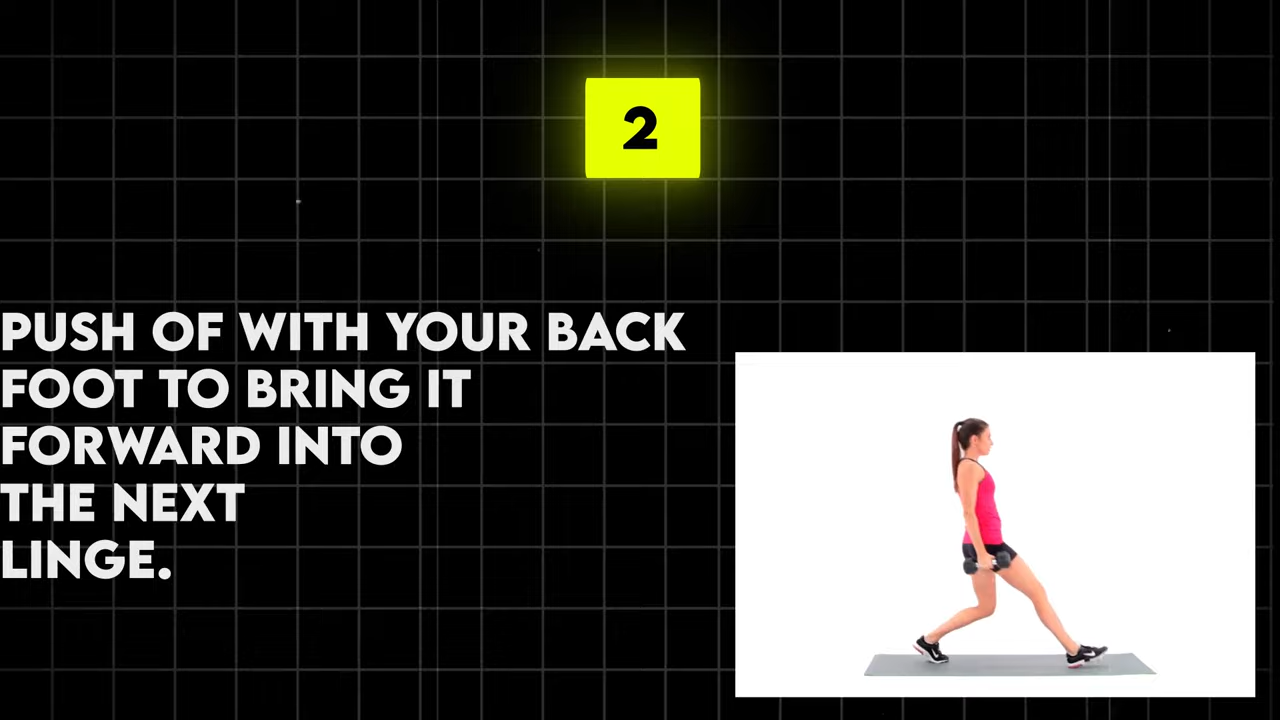 2
PUSH OF WITH YOUR BACK
FOOT TO BRING IT
FORWARD INTO
THE NEXT
LINGE.